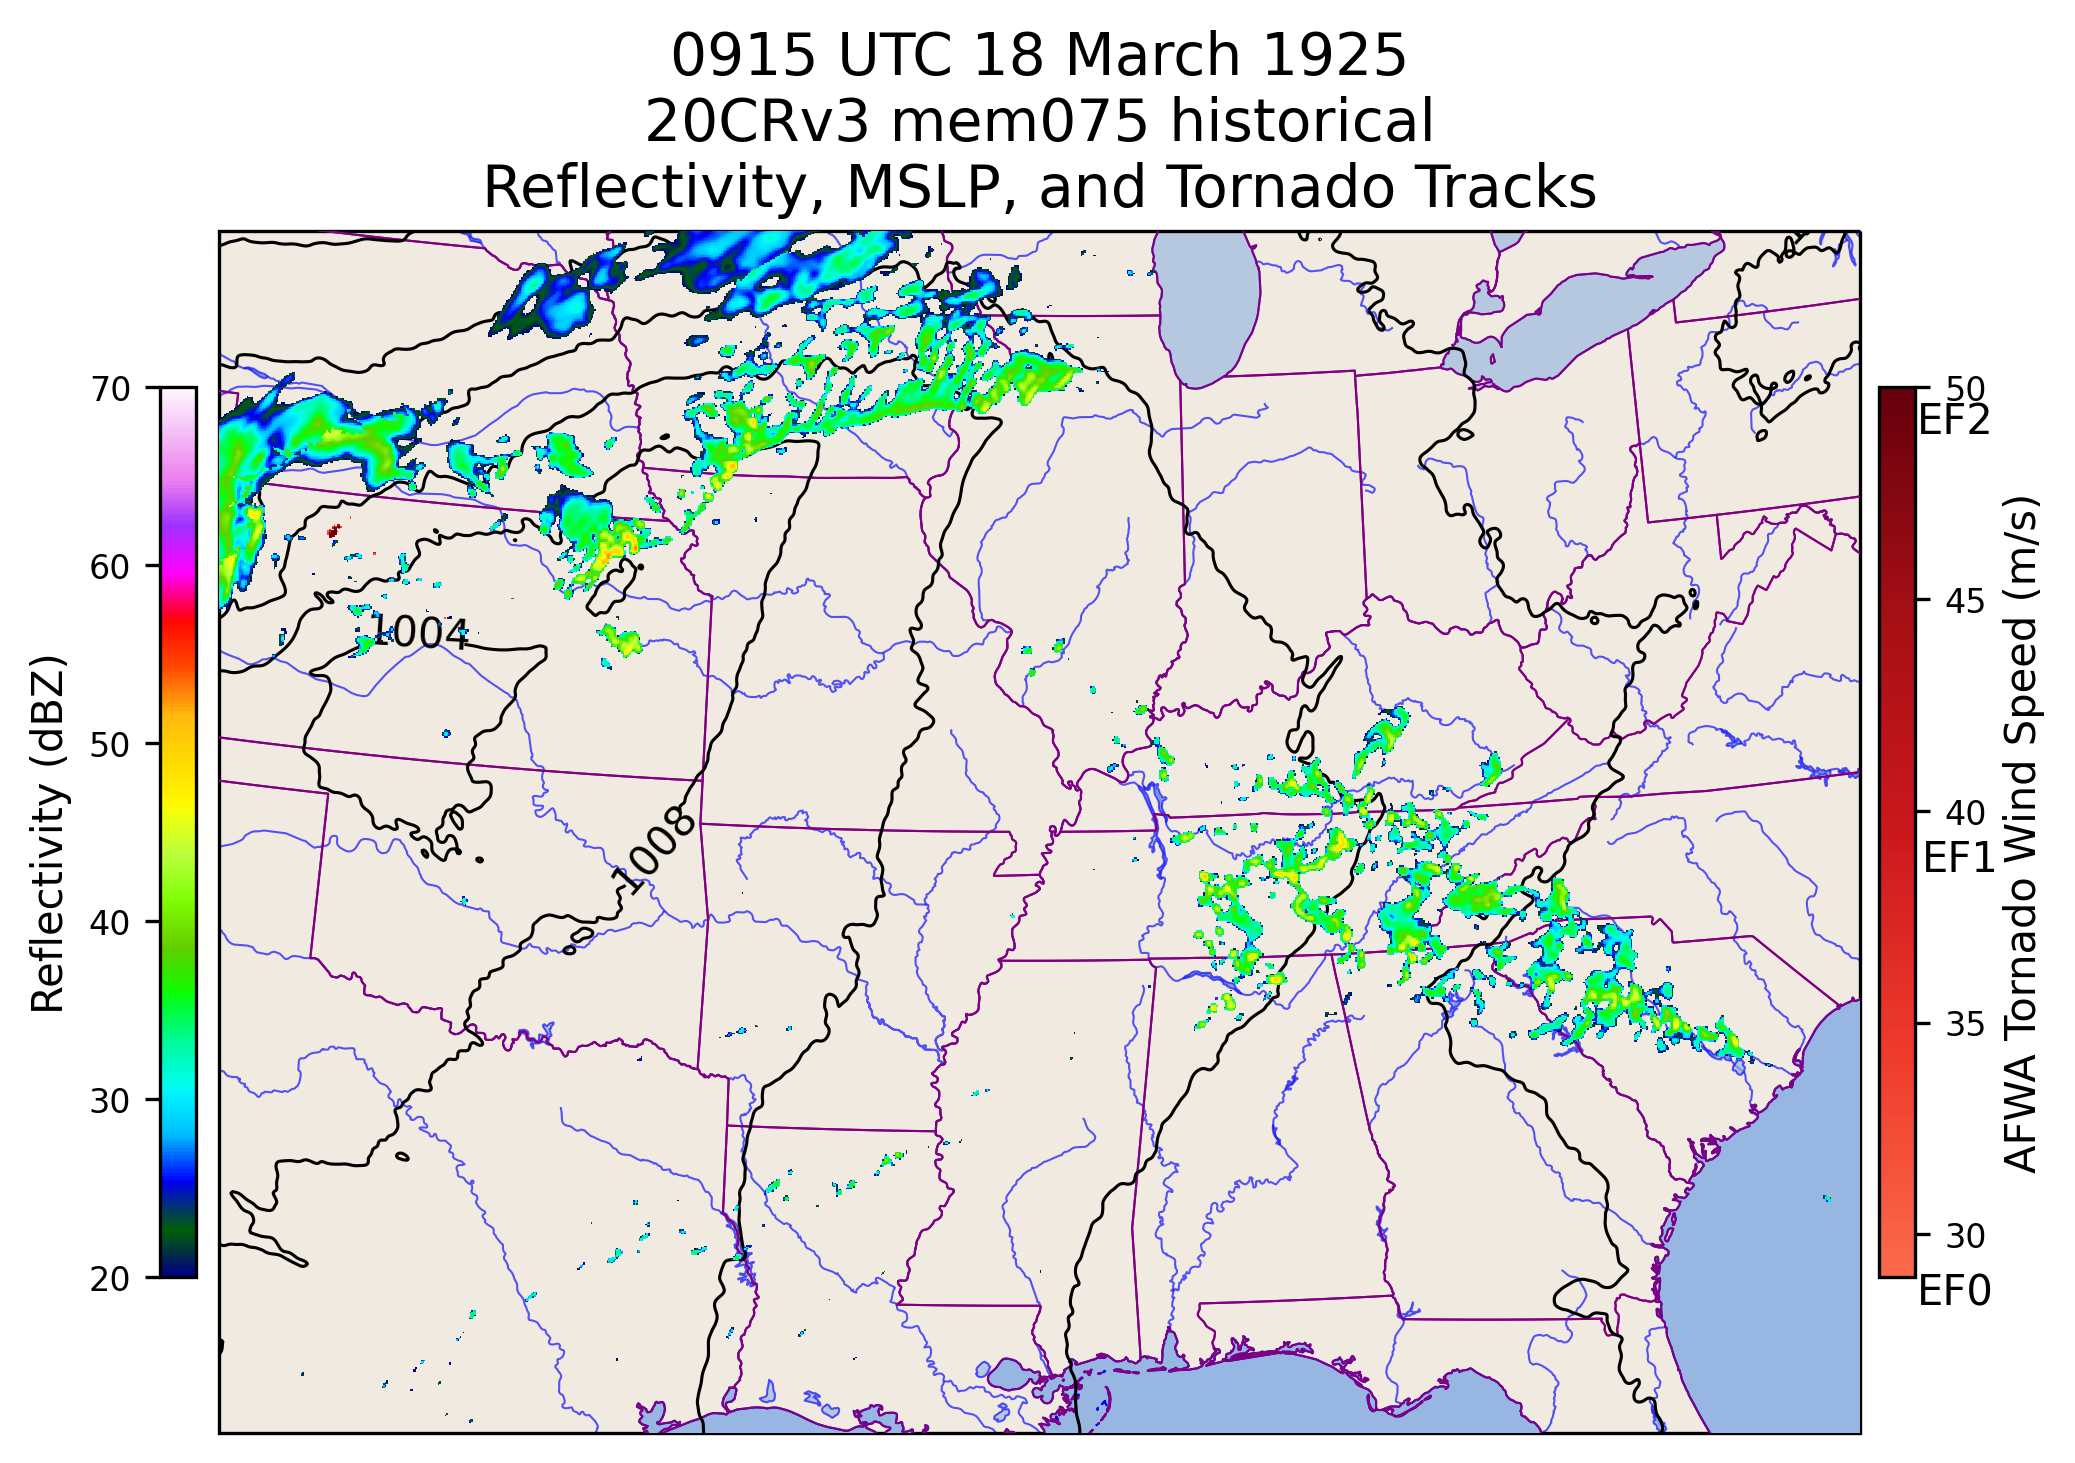 0915 UTC 18 March 1925
20CRv3 mem075 historical
Reflectivity, MSLP, and Tornado Tracks
Reflectivity (dBZ)
70
60
50
40
30
20
1004
1008
50
EF2
45
40
EF1
35
30
EF0
AFWA Tornado Wind Speed (m/s)